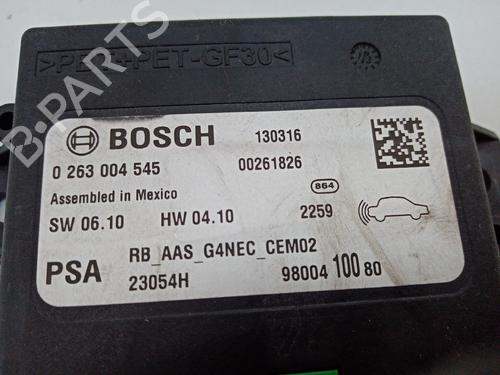 >PBT+PET-GF30<
B-PARTS
BOSCH 130316
0 263 004 545 00261826
Assembled in Mexico 864
SW 06.10 HW 04.10 2259
PSA RB_AAS_G4NEC_CEM02
23054H 98004 100 80